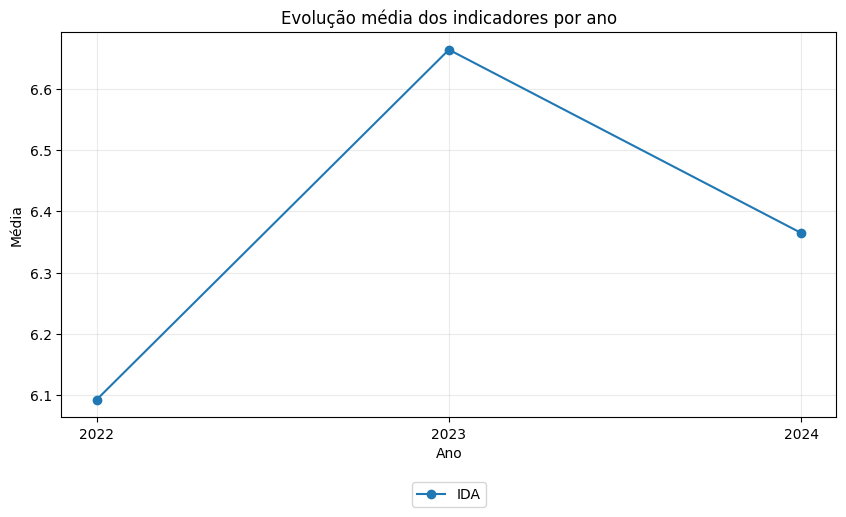 Evolução média dos indicadores por ano
Média
6.6
6.5
6.4
6.3
6.2
6.1
2022 2023 2024
Ano
IDA